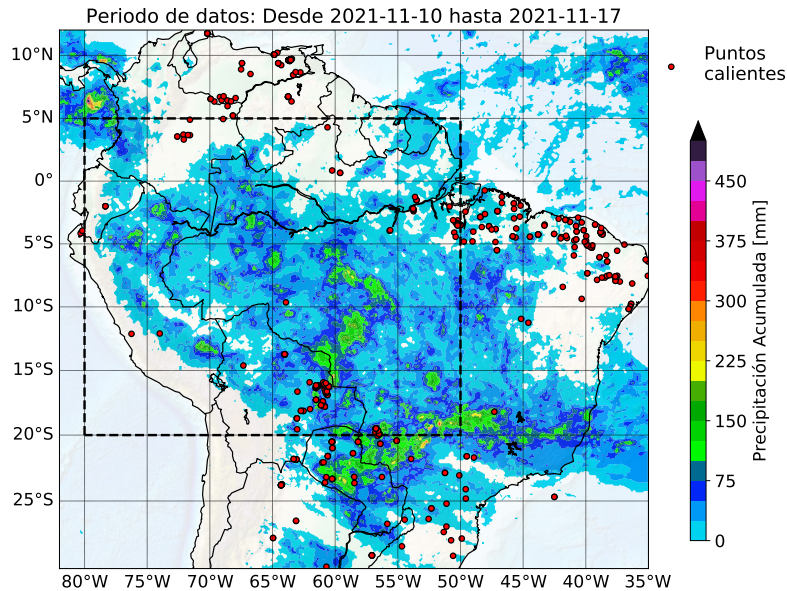 Periodo de datos: Desde 2021-11-10 hasta 2021-11-17
10°N
5°N
0°
5°S
10°S
15°S
20°S
25°S
80°W 75°W 70°W 65°W 60°W 55°W 50°W 45°W 40°W 35°W
Puntos
calientes
450
375
300
225
150
75
0
Precipitación Acumulada [mm]